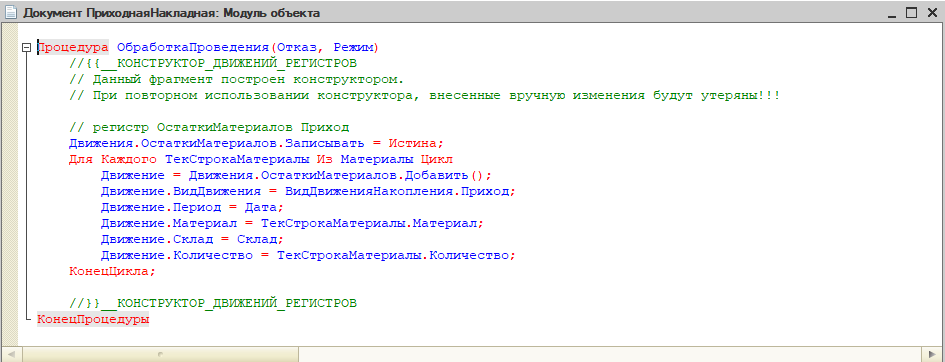 Документ ПриходнаяНакладная: Модуль объекта
Процедура ОбработкаПроведения(Отказ, Режим)
//{{__КОНСТРУКТОР_ДВИЖЕНИЙ_РЕГИСТРОВ
// Данный фрагмент построен конструктором.
// При повторном использовании конструктора, внесенные вручную изменения будут утеряны!!!
// регистр ОстаткиМатериалов Приход
Движения.ОстаткиМатериалов.Записывать = Истина;
Для Каждого ТекСтрокаМатериалы Из Материалы Цикл
Движение = Движения.ОстаткиМатериалов.Добавить();
Движение.ВидДвижения = ВидДвиженияНакопления.Приход;
Движение.Период = Дата;
Движение.Материал = ТекСтрокаМатериалы.Материал;
Движение.Склад = Склад;
Движение.Количество = ТекСтрокаМатериалы.Количество;
КонецЦикла;
//}}__КОНСТРУКТОР_ДВИЖЕНИЙ_РЕГИСТРОВ
КонецПроцедуры